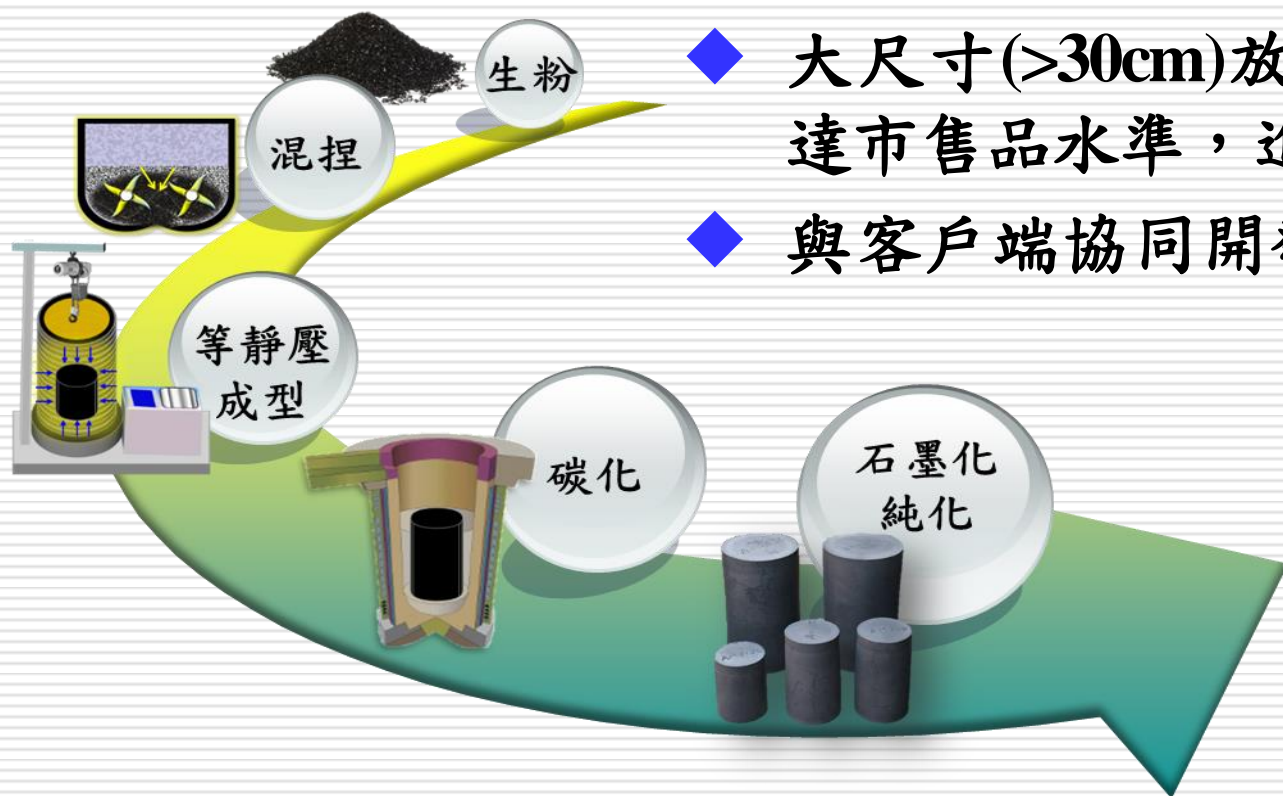 生粉
混捏
等靜壓
成型
碳化
石墨化
純化
大尺寸(>30cm)放
達市售品水準，近
與客戶端協同開